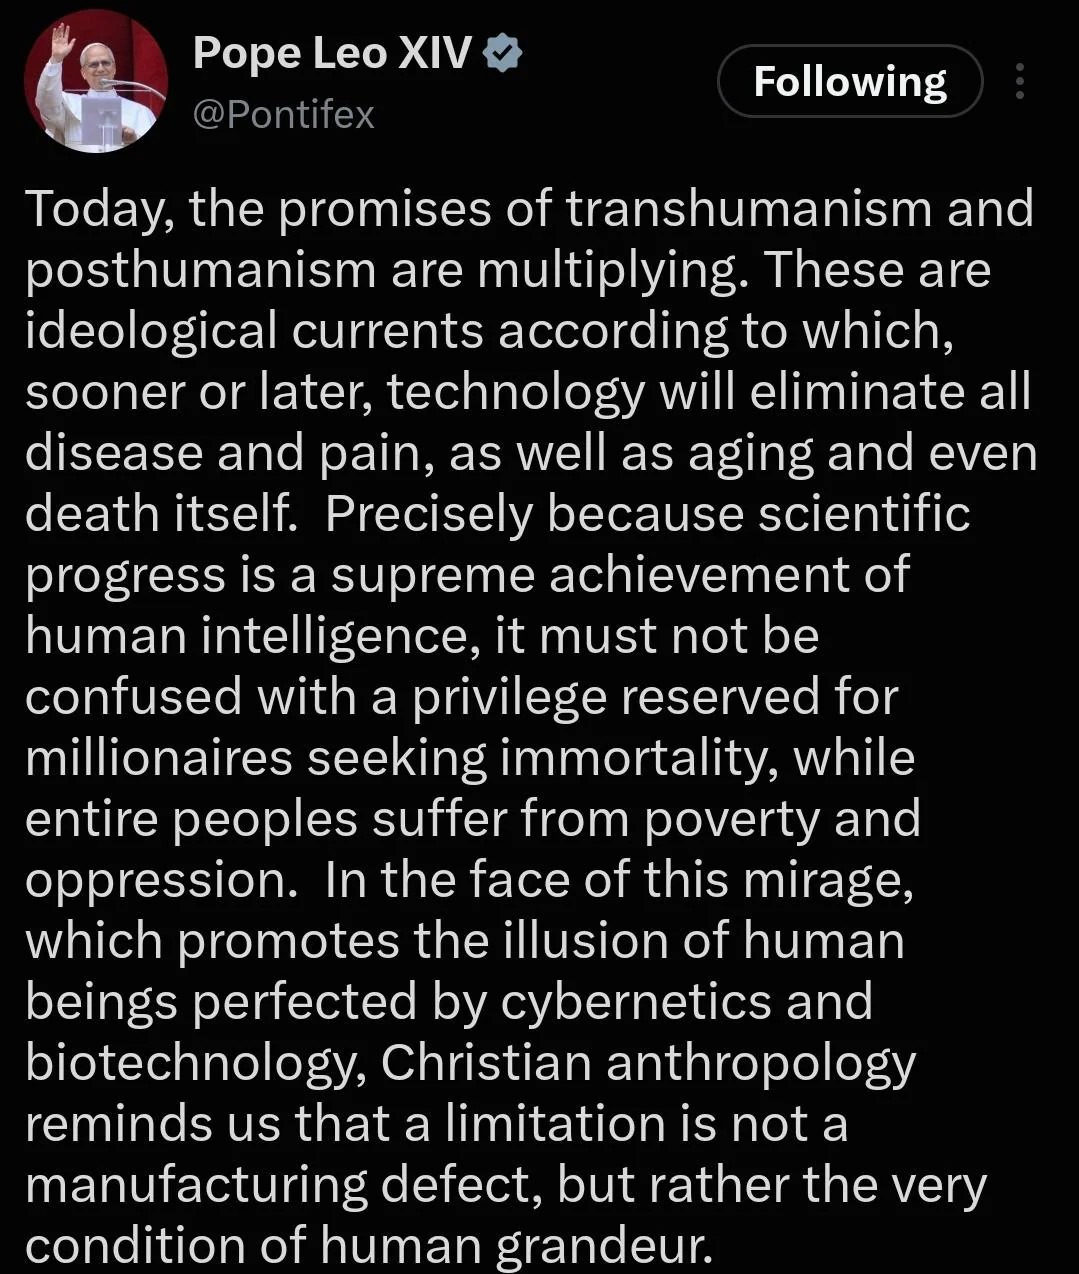 Pope Leo XIV
@Pontifex
Following
Today, the promises of transhumanism and
posthumanism are multiplying. These are
ideological currents according to which,
sooner or later, technology will eliminate all
disease and pain, as well as aging and even
death itself.  Precisely because scientific
progress is a supreme achievement of
human intelligence, it must not be
confused with a privilege reserved for
millionaires seeking immortality, while
entire peoples suffer from poverty and
oppression.  In the face of this mirage,
which promotes the illusion of human
beings perfected by cybernetics and
biotechnology, Christian anthropology
reminds us that a limitation is not a
manufacturing defect, but rather the very
condition of human grandeur.